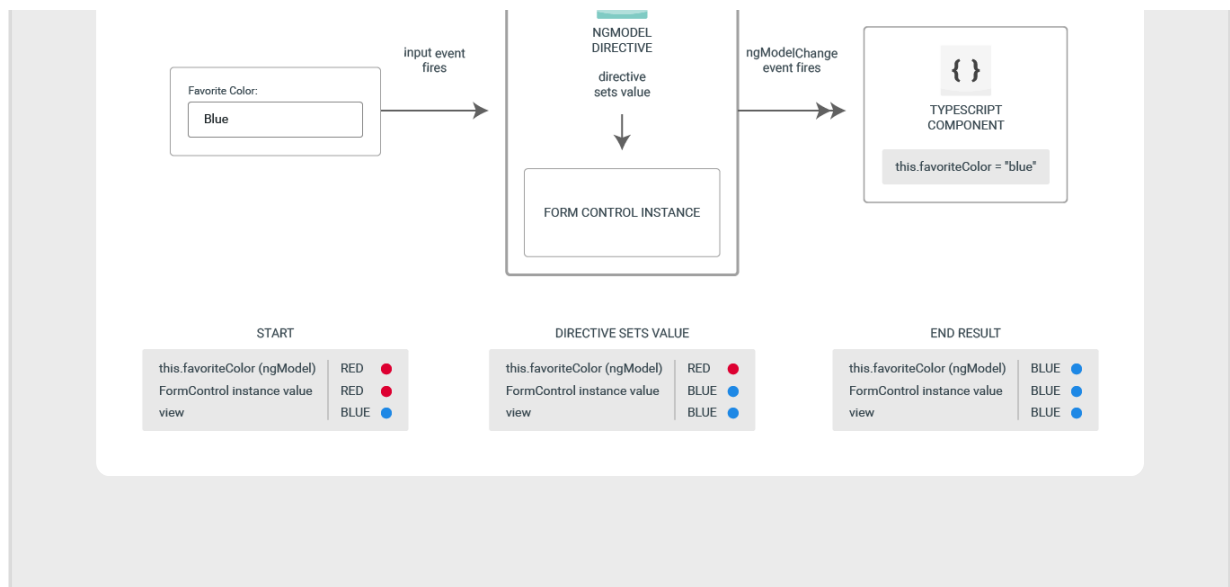 input event
fires
Favorite Color:
Blue
NGMODEL
DIRECTIVE
directive
sets value
FORM CONTROL INSTANCE
ngModelChange
event fires
{ }
TYPESCRIPT
COMPONENT
this.favoriteColor = "blue"
START
this.favoriteColor (ngModel) RED
FormControl instance value RED
view BLUE
DIRECTIVE SETS VALUE
this.favoriteColor (ngModel) RED
FormControl instance value BLUE
view BLUE
END RESULT
this.favoriteColor (ngModel) BLUE
FormControl instance value BLUE
view BLUE